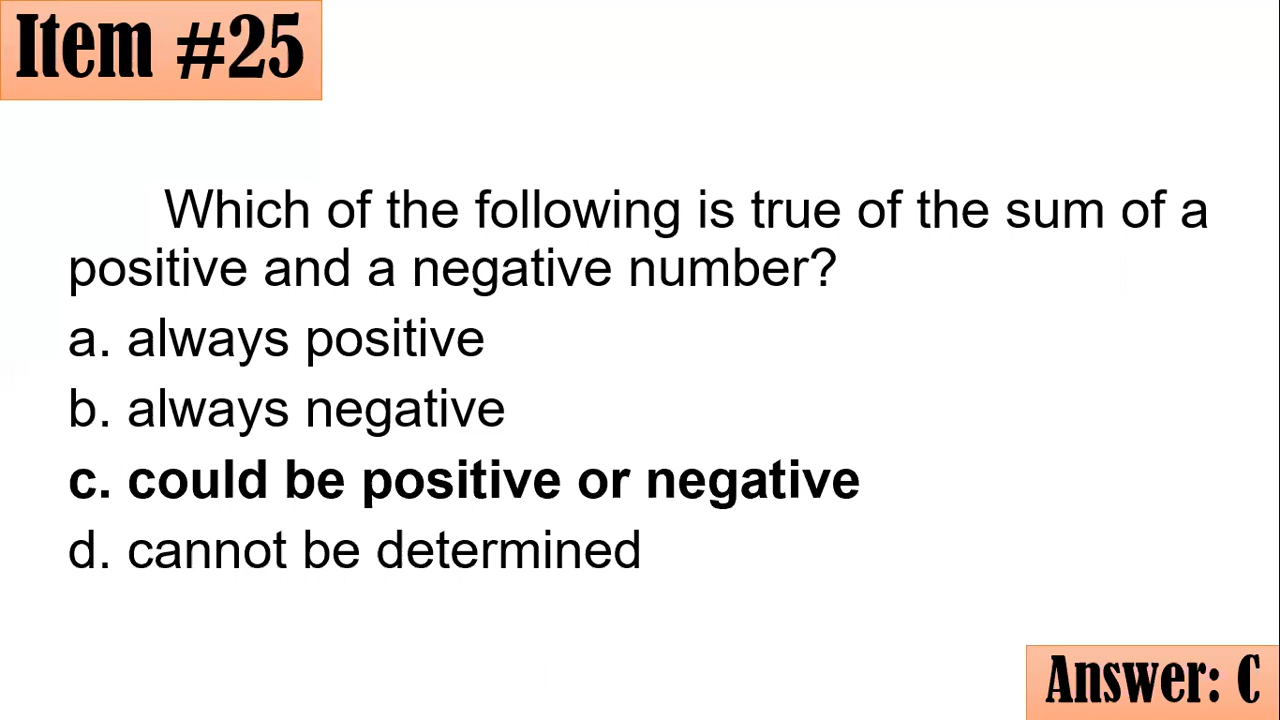 Item #25
Which of the following is true of the sum of a
positive and a negative number?
a. always positive
b. always negative
c. could be positive or negative
d. cannot be determined
Answer: C